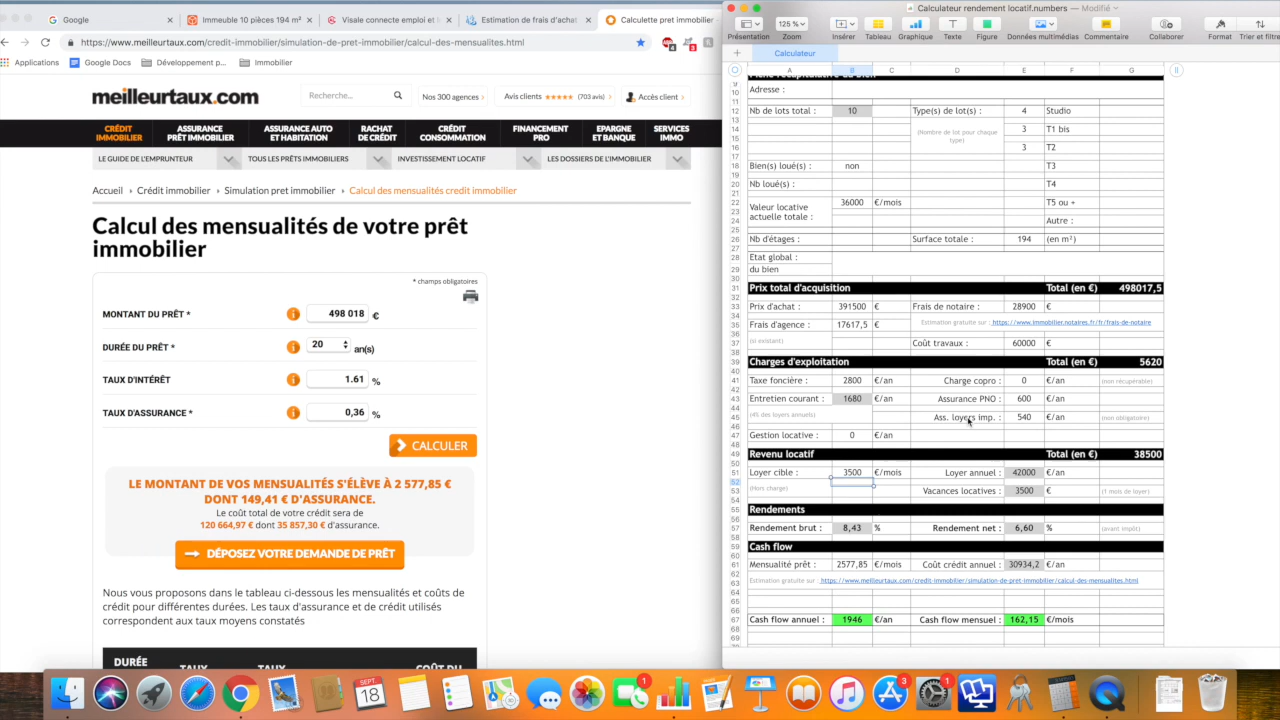 Google
Immeuble 10 pièces 194 m²
Visale connecte emploi et l
Estimation de frais d'achat
Calculette pret immobilier
https://www.meilleurtaux.com/credit-immobilier/simulation-de-pret-immobilier/calcul-des-mensualites.html
Applications
Google Docs
Développement p...
Immobilier
meilleurtaux.com
Recherche...
Nos 300 agences
Avis clients ★★★★★ (703 avis)
Accès client
CRÉDIT IMMOBILIER
ASSURANCE PRÊT IMMOBILIER
ASSURANCE AUTO ET HABITATION
RACHAT DE CRÉDIT
CRÉDIT CONSOMMATION
FINANCEMENT PRO
EPARGNE ET BANQUE
SERVICES IMMO
LE GUIDE DE L'EMPRUNTEUR
TOUS LES PRÊTS IMMOBILIERS
INVESTISSEMENT LOCATIF
LES DOSSIERS DE L'IMMOBILIER
Accueil › Crédit immobilier › Simulation pret immobilier › Calcul des mensualités credit immobilier
Calcul des mensualités de votre prêt
immobilier
* champs obligatoires
MONTANT DU PRÊT * 498 018 €
DURÉE DU PRÊT * 20 an(s)
TAUX D'INTÉRÊT 1.61 %
TAUX D'ASSURANCE * 0,36 %
CALCULER
LE MONTANT DE VOS MENSUALITÉS S'ÉLÈVE À 2 577,85 €
DONT 149,41 € D'ASSURANCE.
Le coût total de votre crédit sera de
120 664,97 € dont 35 857,30 € d'assurance.
DÉPOSEZ VOTRE DEMANDE DE PRÊT
Nous vous proposons dans le tableau ci-dessous les mensualités et coûts de
crédit pour différentes durées. Les taux d'assurance et de crédit utilisés
correspondent aux taux moyens constatés
DURÉE
TAUX
TAUX
COÛT DU
Calculateur rendement locatif.numbers — Modifié
125 %
Présentation
Zoom
Insérer
Tableau
Graphique
Texte
Figure
Données multimédias
Commentaire
Collaborer
Format
Trier et filtre
Calculateur
A B C D E F G
Adresse :
Nb de lots total : 10 Type(s) de lot(s) : 4 Studio
(Nombre de lot pour chaque
type)
3 T1 bis
3 T2
Bien(s) loué(s) : non T3
Nb loué(s) : T4
Valeur locative
actuelle totale :
36000 €/mois T5 ou +
Autre :
Nb d'étages : Surface totale : 194 (en m²)
Etat global :
du bien
Prix total d'acquisition Total (en €) 498017,5
Prix d'achat : 391500 € Frais de notaire : 28900 €
Frais d'agence : 17617,5 € Estimation gratuite sur : https://www.immobilier.notaires.fr/fr/frais-de-notaire
(si existant) Coût travaux : 60000 €
Charges d'exploitation Total (en €) 5620
Taxe foncière : 2800 €/an Charge copro : 0 €/an (non récupérable)
Entretien courant : 1680 €/an Assurance PNO : 600 €/an
(4% des loyers annuels) Ass. loyers imp. : 540 €/an (non obligatoire)
Gestion locative : 0 €/an
Revenu locatif Total (en €) 38500
Loyer cible : 3500 €/mois Loyer annuel : 42000 €/an
(Hors charge) Vacances locatives : 3500 € (1 mois de loyer)
Rendements
Rendement brut : 8,43 % Rendement net : 6,60 % (avant impôt)
Cash flow
Mensualité prêt : 2577,85 €/mois Coût crédit annuel : 30934,2 €/an
Estimation gratuite sur : https://www.meilleurtaux.com/credit-immobilier/simulation-de-pret-immobilier/calcul-des-mensualites.html
Cash flow annuel : 1946 €/an Cash flow mensuel : 162,15 €/mois
SEPT.
18